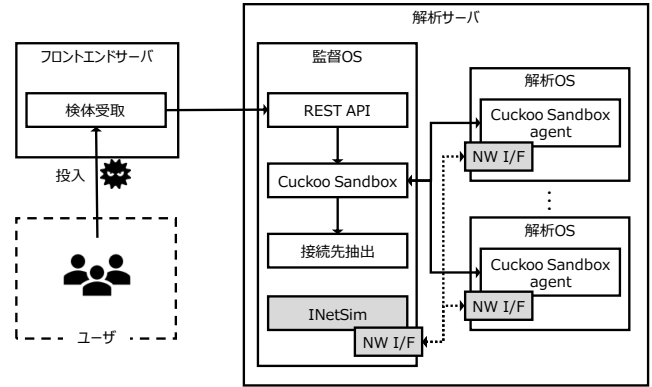 解析サーバ
フロントエンドサーバ
検体受取
投入
ユーザ
監督OS
REST API
Cuckoo Sandbox
接続先抽出
INetSim
NW I/F
解析OS
Cuckoo Sandbox
agent
NW I/F
⋮
解析OS
Cuckoo Sandbox
agent
NW I/F